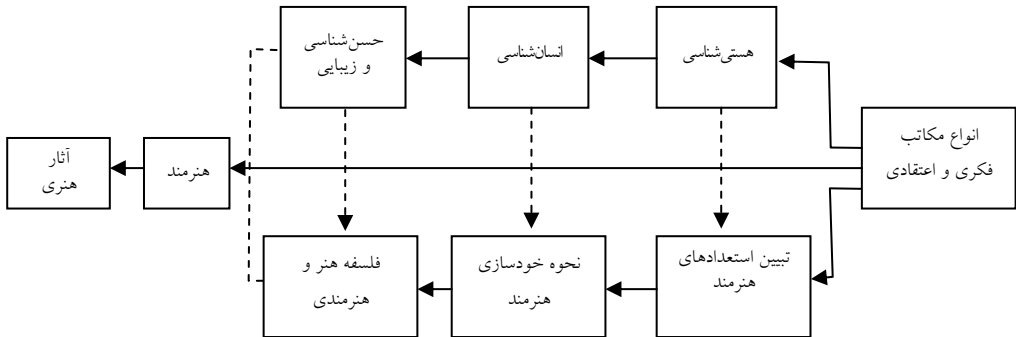 هستی‌شناسی
انسان‌شناسی
حسن‌شناسی
و زیبایی
انواع مکاتب
فکری و اعتقادی
هنرمند
آثار
هنری
تبیین استعدادهای
هنرمند
نحوه خودسازی
هنرمند
فلسفه هنر و
هنرمندی